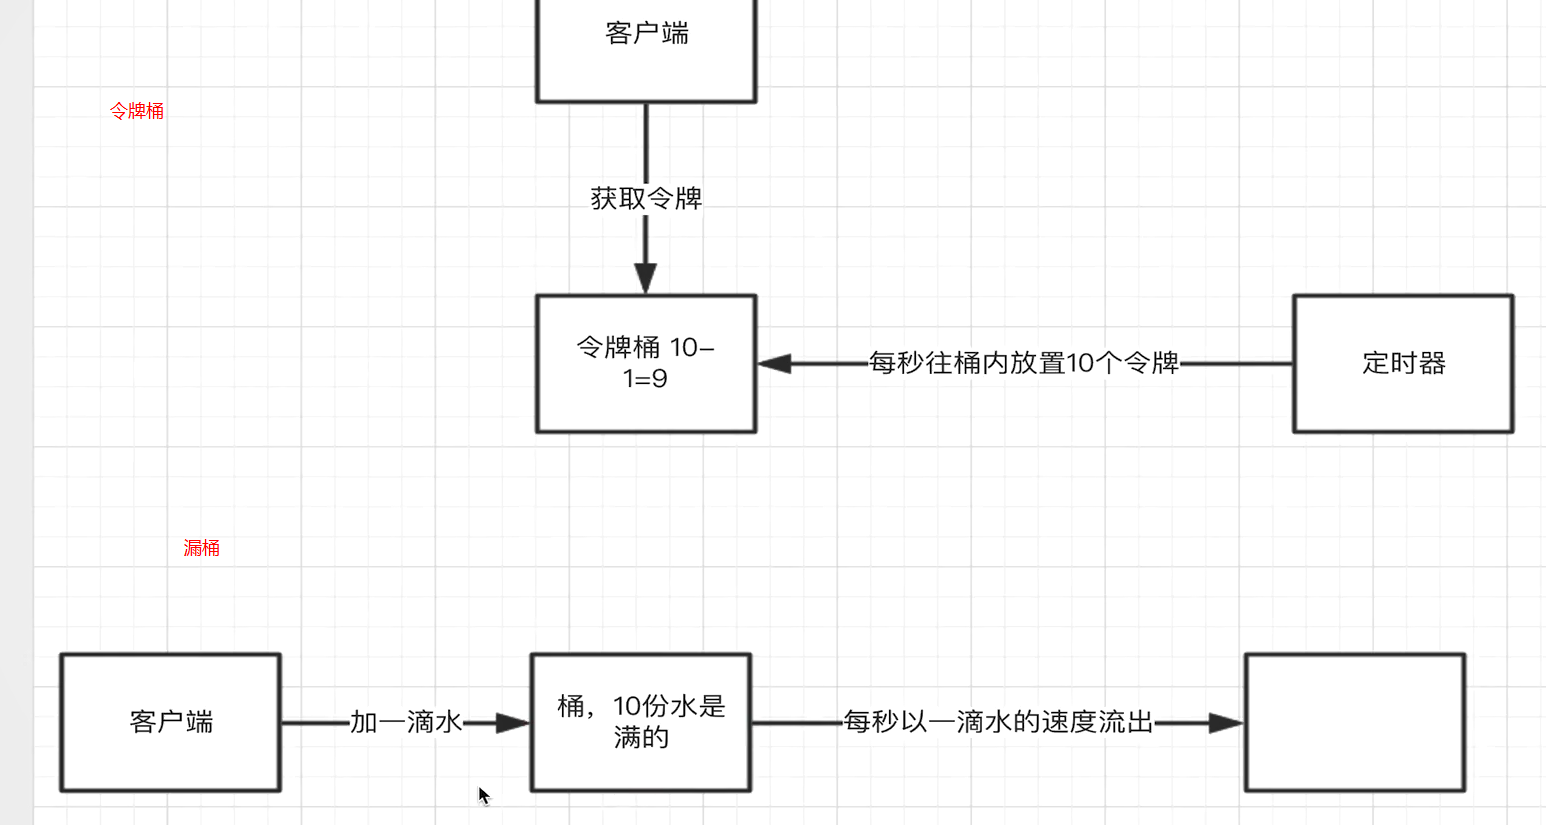 客户端
令牌桶
获取令牌
令牌桶 10-
1=9
每秒往桶内放置10个令牌
定时器
漏桶
客户端
加一滴水
桶，10份水是
满的
每秒以一滴水的速度流出